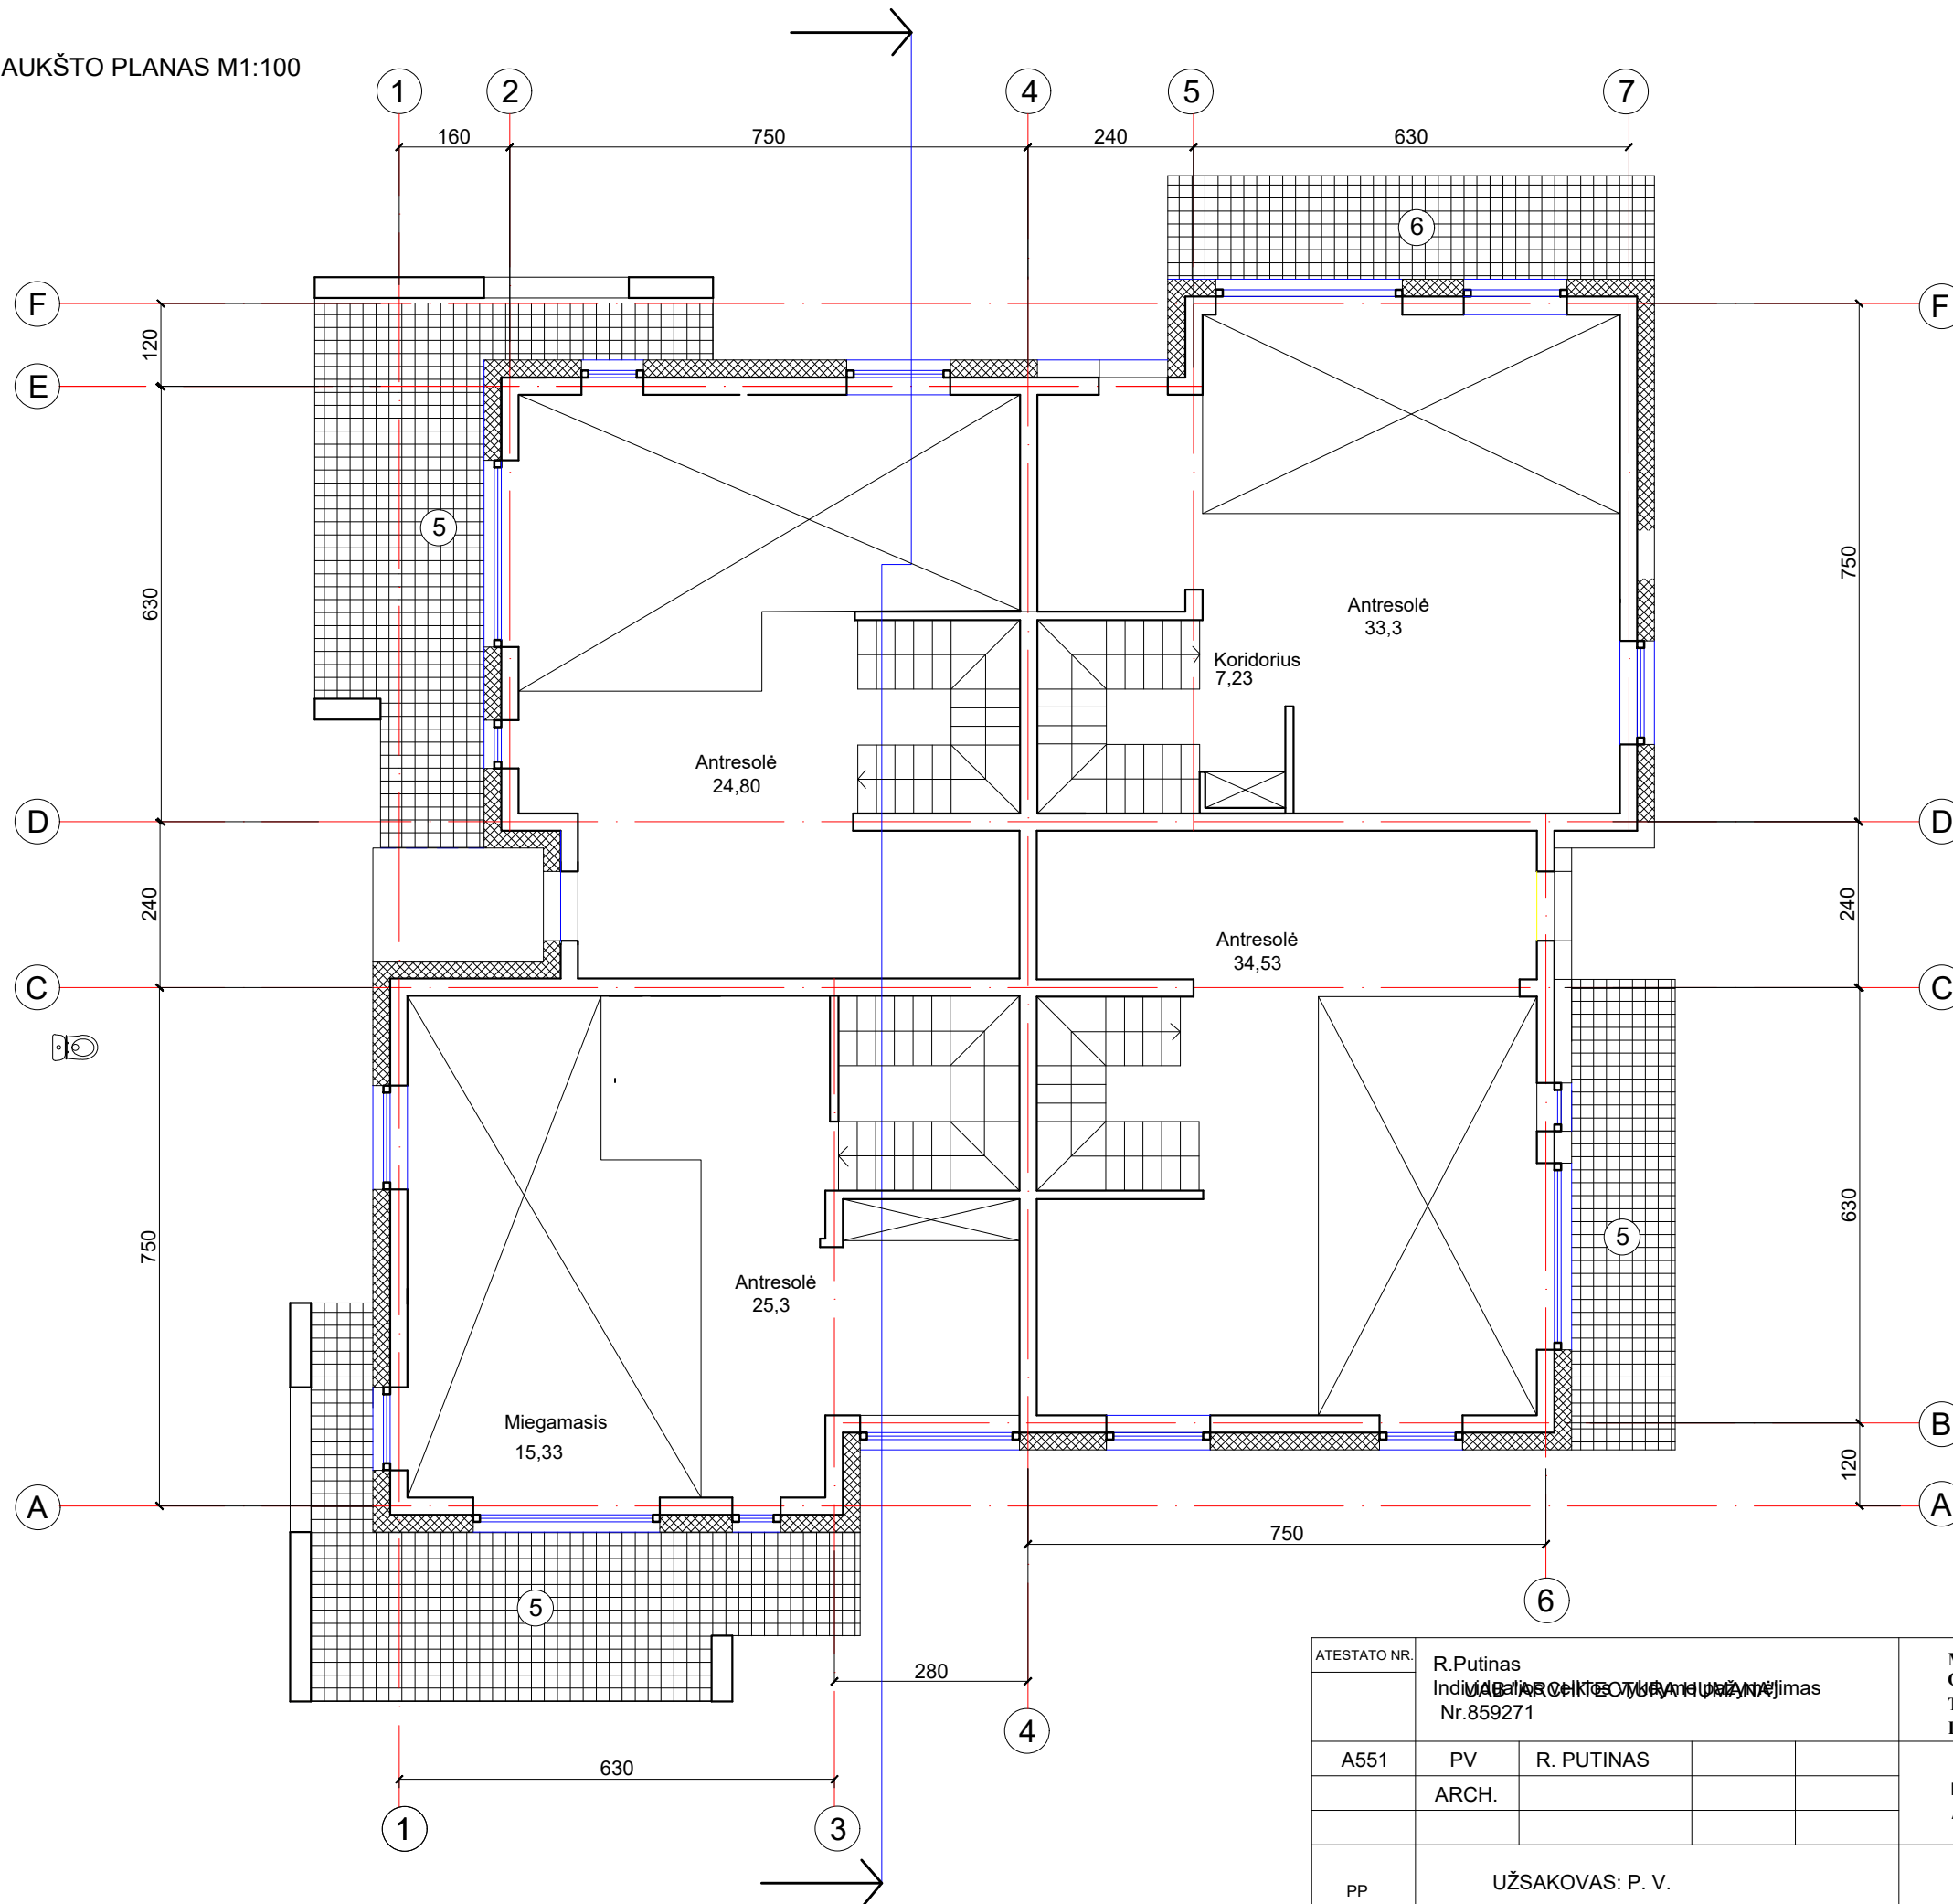 AUKŠTO PLANAS M1:100
1
2
4
5
7
160
750
240
630
6
F
F
120
E
5
630
750
Antresolė
33,3
Koridorius
7,23
Antresolė
24,80
D
D
240
240
Antresolė
34,53
C
C
750
630
5
Antresolė
25,3
Miegamasis
15,33
B
120
A
A
750
5
6
280
4
630
1
3
ATESTATO NR.
R.Putinas
Nr.859271
A551
PV
R. PUTINAS
ARCH.
PP
UŽSAKOVAS: P. V.